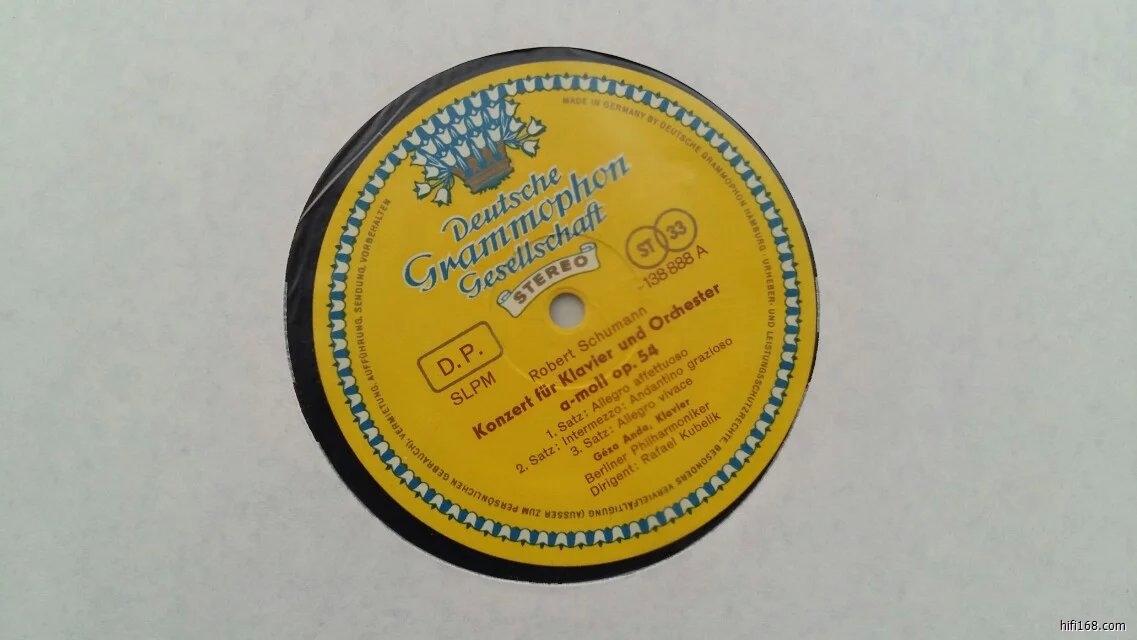 MADE IN GERMANY BY DEUTSCHE GRAMMOPHON HAMBURG · URHEBER- UND LEISTUNGSSCHUTZRECHTE, BESONDERS VERVIELFÄLTIGUNG (AUSSER ZUM PERSÖNLICHEN GEBRAUCH), VERMIETUNG, AUFFÜHRUNG, SENDUNG, VORBEHALTEN
Deutsche
Grammophon
Gesellschaft
STEREO
ST 33
138 888 A
D.P.
SLPM
Robert Schumann
Konzert für Klavier und Orchester
a-moll op. 54
1. Satz: Allegro affettuoso
2. Satz: Intermezzo: Andantino grazioso
3. Satz: Allegro vivace
Géza Anda, Klavier
Berliner Philharmoniker
Dirigent: Rafael Kubelik
hifi168.com